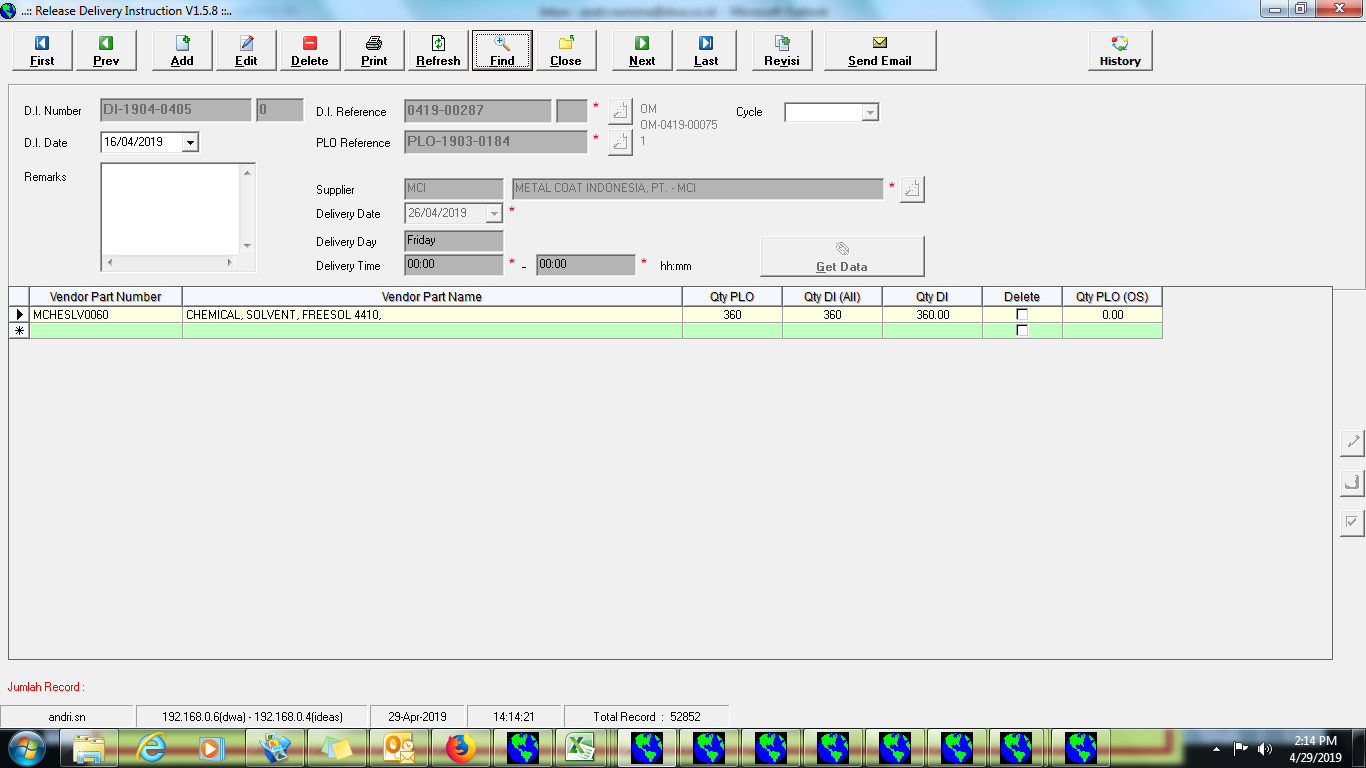 ..:: Release Delivery Instruction V1.5.8 ::..
First Prev Add Edit Delete Print Refresh Find Close Next Last Revisi Send Email History
D.I. Number DI-1904-0405 0 D.I. Reference 0419-00287 * OM Cycle
OM-0419-00075
D.I. Date 16/04/2019 PLO Reference PLO-1903-0184 * 1
Remarks
Supplier MCI METAL COAT INDONESIA, PT. - MCI *
Delivery Date 26/04/2019 *
Delivery Day Friday
Delivery Time 00:00 * - 00:00 * hh:mm Get Data
Vendor Part Number Vendor Part Name Qty PLO Qty DI (All) Qty DI Delete Qty PLO (OS)
MCHESLV0060 CHEMICAL, SOLVENT, FREESOL 4410, 360 360 360.00 0.00
Jumlah Record :
andri.sn 192.168.0.6(dwa) - 192.168.0.4(ideas) 29-Apr-2019 14:14:21 Total Record : 52852
2:14 PM
4/29/2019